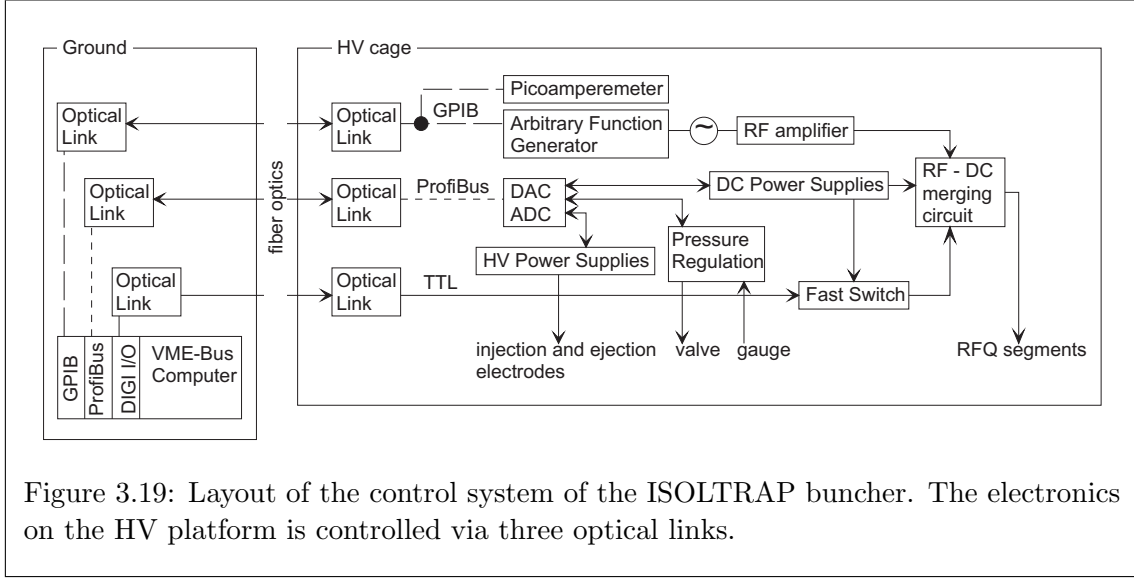 Ground
HV cage
Optical
Link
Optical
Link
Optical
Link
GPIB
ProfiBus
DIGI I/O
VME-Bus
Computer
fiber optics
Optical
Link
GPIB
Picoamperemeter
Arbitrary Function
Generator
~
RF amplifier
Optical
Link
ProfiBus
DAC
ADC
DC Power Supplies
RF - DC
merging
circuit
HV Power Supplies
Pressure
Regulation
Optical
Link
TTL
Fast Switch
injection and ejection
electrodes
valve
gauge
RFQ segments
Figure 3.19: Layout of the control system of the ISOLTRAP buncher. The electronics
on the HV platform is controlled via three optical links.